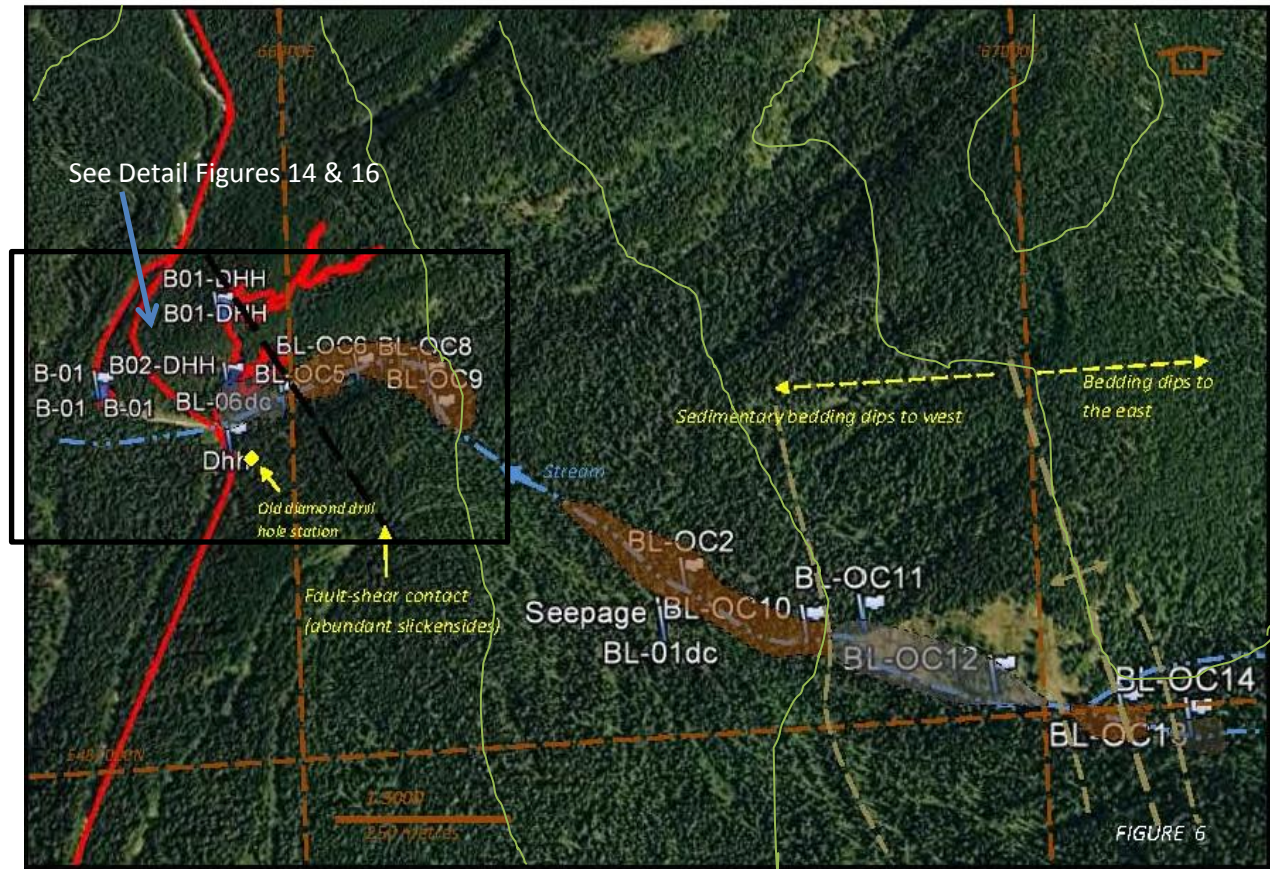 See Detail Figures 14 & 16
B01-DHH
B01-DHH
BL-OC6
BL-OC8
B-01
B02-DHH
BL-OC5
BL-OC9
B-01
B-01
BL-06dc
Dhh
Old diamond drill
hole station
Stream
Sedimentary bedding dips to west
Bedding dips to
the east
Fault-shear contact
(abundant slickensides)
BL-OC2
BL-OC11
Seepage
BL-OC10
BL-01dc
BL-OC12
BL-OC14
BL-OC13
1:5000
250 metres
FIGURE 6